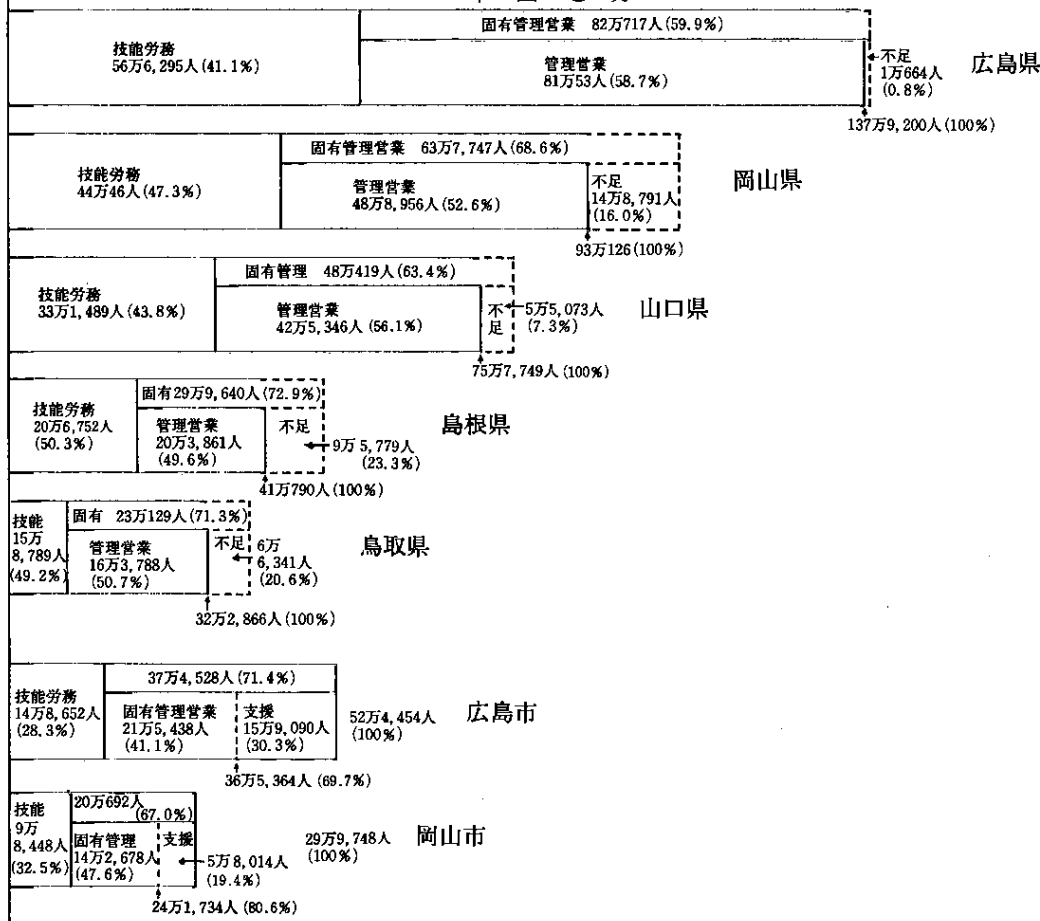 固有管理営業 82万717人(59.9%)
技能労務
56万6,295人(41.1%)
管理営業
81万53人(58.7%)
不足
1万664人
(0.8%)
広島県
137万9,200人(100%)
固有管理営業 63万7,747人(68.6%)
技能労務
44万46人(47.3%)
管理営業
48万8,956人(52.6%)
不足
14万8,791人
(16.0%)
岡山県
93万126(100%)
固有管理 48万419人(63.4%)
技能労務
33万1,489人(43.8%)
管理営業
42万5,346人(56.1%)
不足
5万5,073人
(7.3%)
山口県
75万7,749人(100%)
固有29万9,640人(72.9%)
技能労務
20万6,752人
(50.3%)
管理営業
20万3,861人
(49.6%)
不足
9万5,779人
(23.3%)
島根県
41万790人(100%)
技能
15万
8,789人
(49.2%)
固有 23万129人(71.3%)
管理営業
16万3,788人
(50.7%)
不足
6万
6,341人
(20.6%)
鳥取県
32万2,866人(100%)
37万4,528人(71.4%)
技能労務
14万8,652人
(28.3%)
固有管理営業
21万5,438人
(41.1%)
支援
15万9,090人
(30.3%)
52万4,454人
(100%)
広島市
36万5,364人(69.7%)
技能
9万
8,448人
(32.5%)
20万692人
(67.0%)
固有管理
14万2,678人
(47.6%)
支援
5万8,014人
(19.4%)
29万9,748人
(100%)
岡山市
24万1,734人(80.6%)